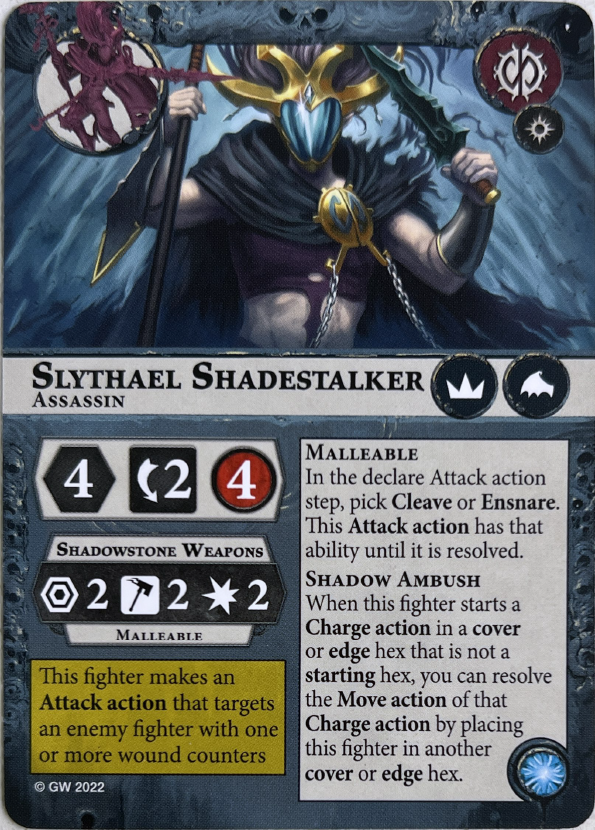 Slythael Shadestalker
Assassin
4 2 4
Shadowstone Weapons
2 2 2
Malleable
This fighter makes an
Attack action that targets
an enemy fighter with one
or more wound counters
© GW 2022
Malleable
In the declare Attack action
step, pick Cleave or Ensnare.
This Attack action has that
ability until it is resolved.
Shadow Ambush
When this fighter starts a
Charge action in a cover
or edge hex that is not a
starting hex, you can resolve
the Move action of that
Charge action by placing
this fighter in another
cover or edge hex.